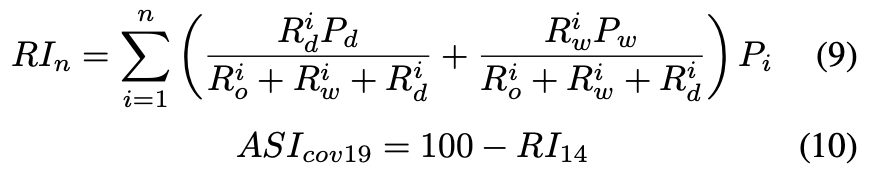 RI_n = \sum_{i=1}^{n} \left( \frac{R_d^i P_d}{R_o^i + R_w^i + R_d^i} + \frac{R_w^i P_w}{R_o^i + R_w^i + R_d^i} \right) P_i (9)
ASI_{cov19} = 100 - RI_{14} (10)